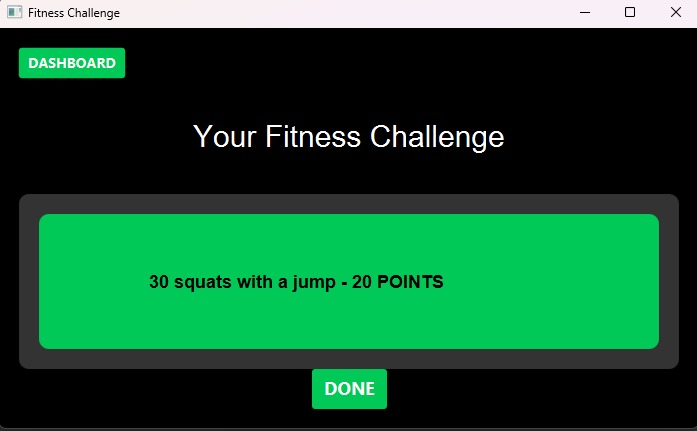 Fitness Challenge
DASHBOARD
Your Fitness Challenge
30 squats with a jump - 20 POINTS
DONE